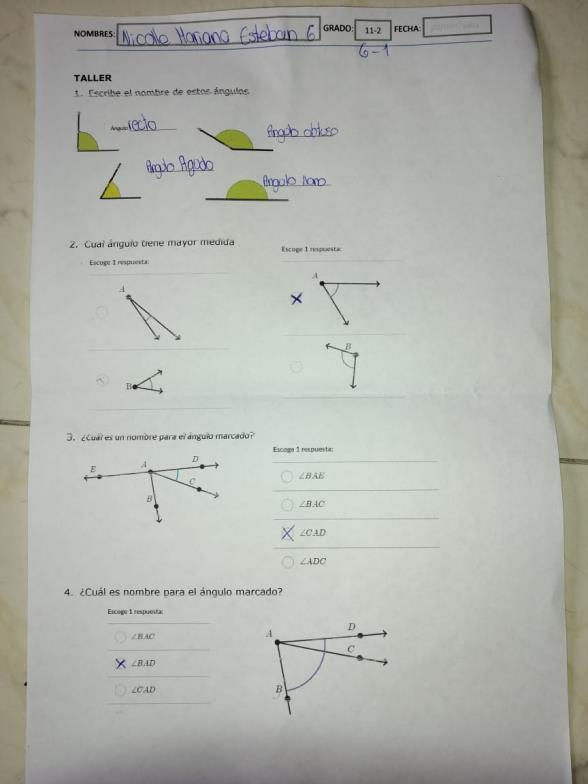 NOMBRES: Nicolle Mariana Esteban G GRADO: 11-2 FECHA:
6-1
TALLER
1. Escribe el nombre de estos ángulos
Ángulo recto
Ángulo obtuso
Ángulo Agudo
Ángulo llano
2. Cual ángulo tiene mayor medida
Escoge 1 respuesta:
Escoge 1 respuesta:
A
A
B
B
3. ¿Cuál es un nombre para el ángulo marcado?
Escoge 1 respuesta:
E A D
C
B
∠BAE
∠BAC
X ∠CAD
∠ADC
4. ¿Cuál es nombre para el ángulo marcado?
Escoge 1 respuesta:
∠BAC
X ∠BAD
∠CAD
A D
C
B